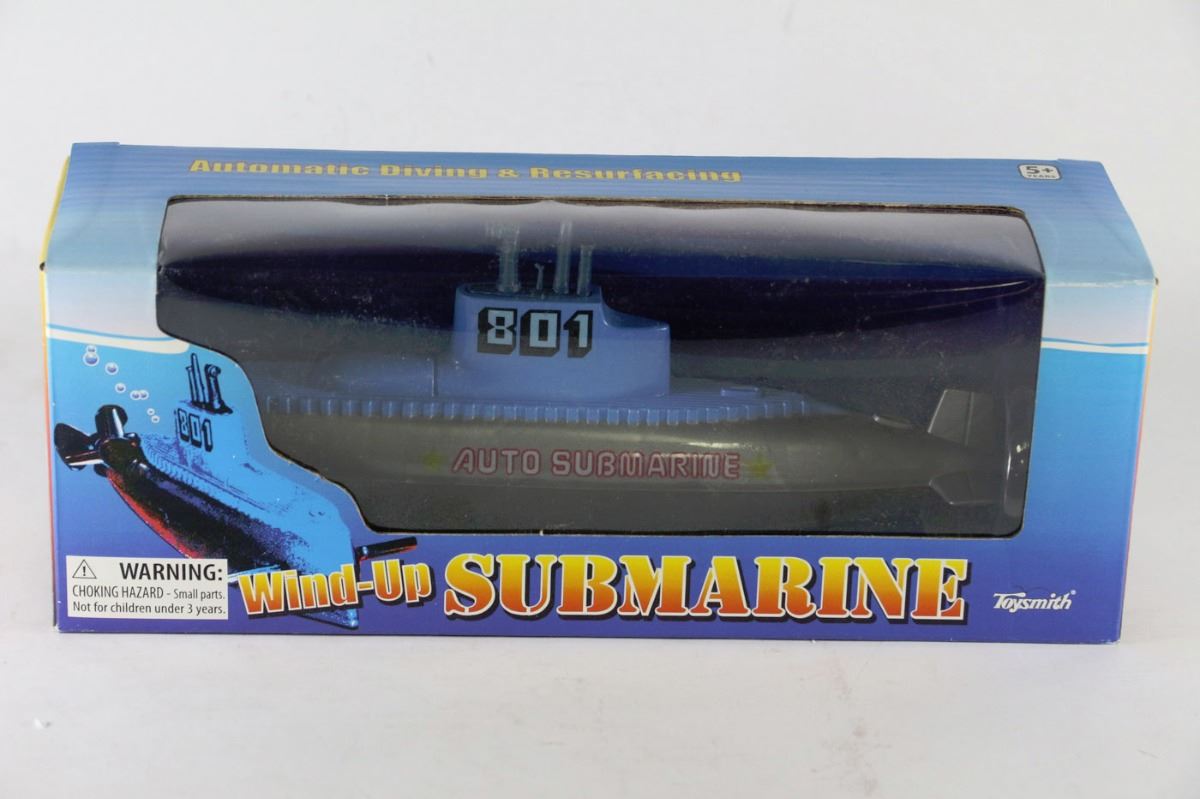 Automatic Diving & Resurfacing
5+
YEARS
801
AUTO SUBMARINE
801
WARNING:
CHOKING HAZARD - Small parts.
Not for children under 3 years.
Wind-Up SUBMARINE
Toysmith®